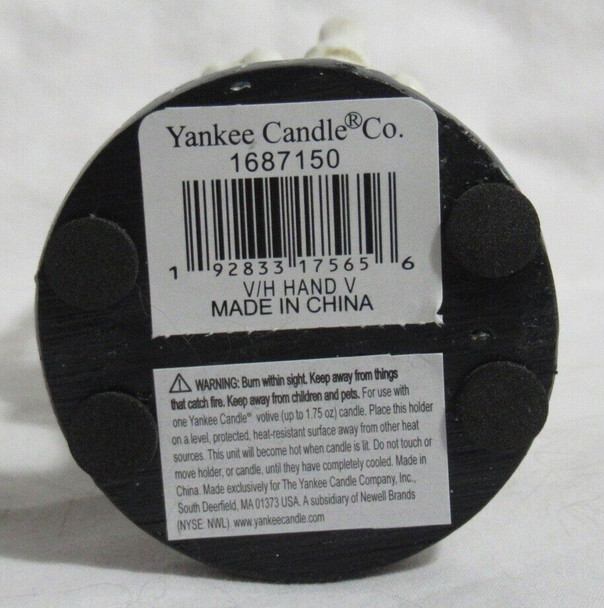 Yankee Candle® Co.
1687150
1 92833 17565 6
V/H HAND V
MADE IN CHINA
WARNING: Burn within sight. Keep away from things
that catch fire. Keep away from children and pets. For use with
one Yankee Candle® votive (up to 1.75 oz) candle. Place this holder
on a level, protected, heat-resistant surface away from other heat
sources. This unit will become hot when candle is lit. Do not touch or
move holder, or candle, until they have completely cooled. Made in
China. Made exclusively for The Yankee Candle Company, Inc.,
South Deerfield, MA 01373 USA. A subsidiary of Newell Brands
(NYSE: NWL) www.yankeecandle.com